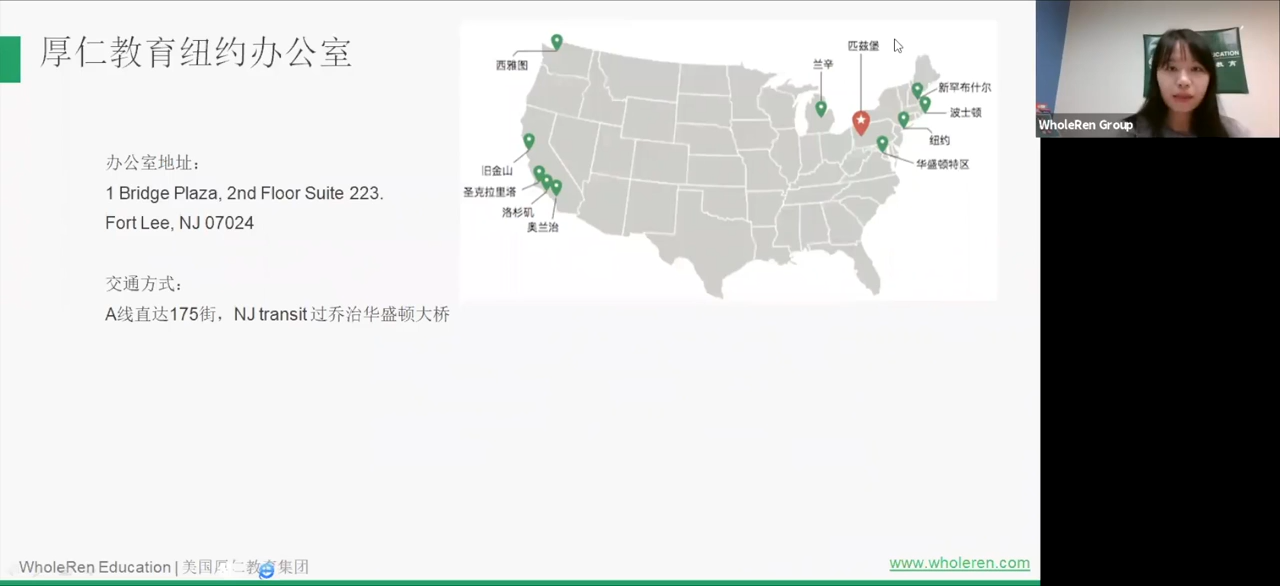 厚仁教育纽约办公室
办公室地址：
1 Bridge Plaza, 2nd Floor Suite 223.
Fort Lee, NJ 07024
交通方式：
A线直达175街，NJ transit 过乔治华盛顿大桥
西雅图
兰辛
匹兹堡
新罕布什尔
波士顿
纽约
华盛顿特区
旧金山
圣克拉里塔
洛杉矶
奥兰治
WholeRen Education | 美国厚仁教育集团
www.wholeren.com
CATION
教 育
WholeRen Group